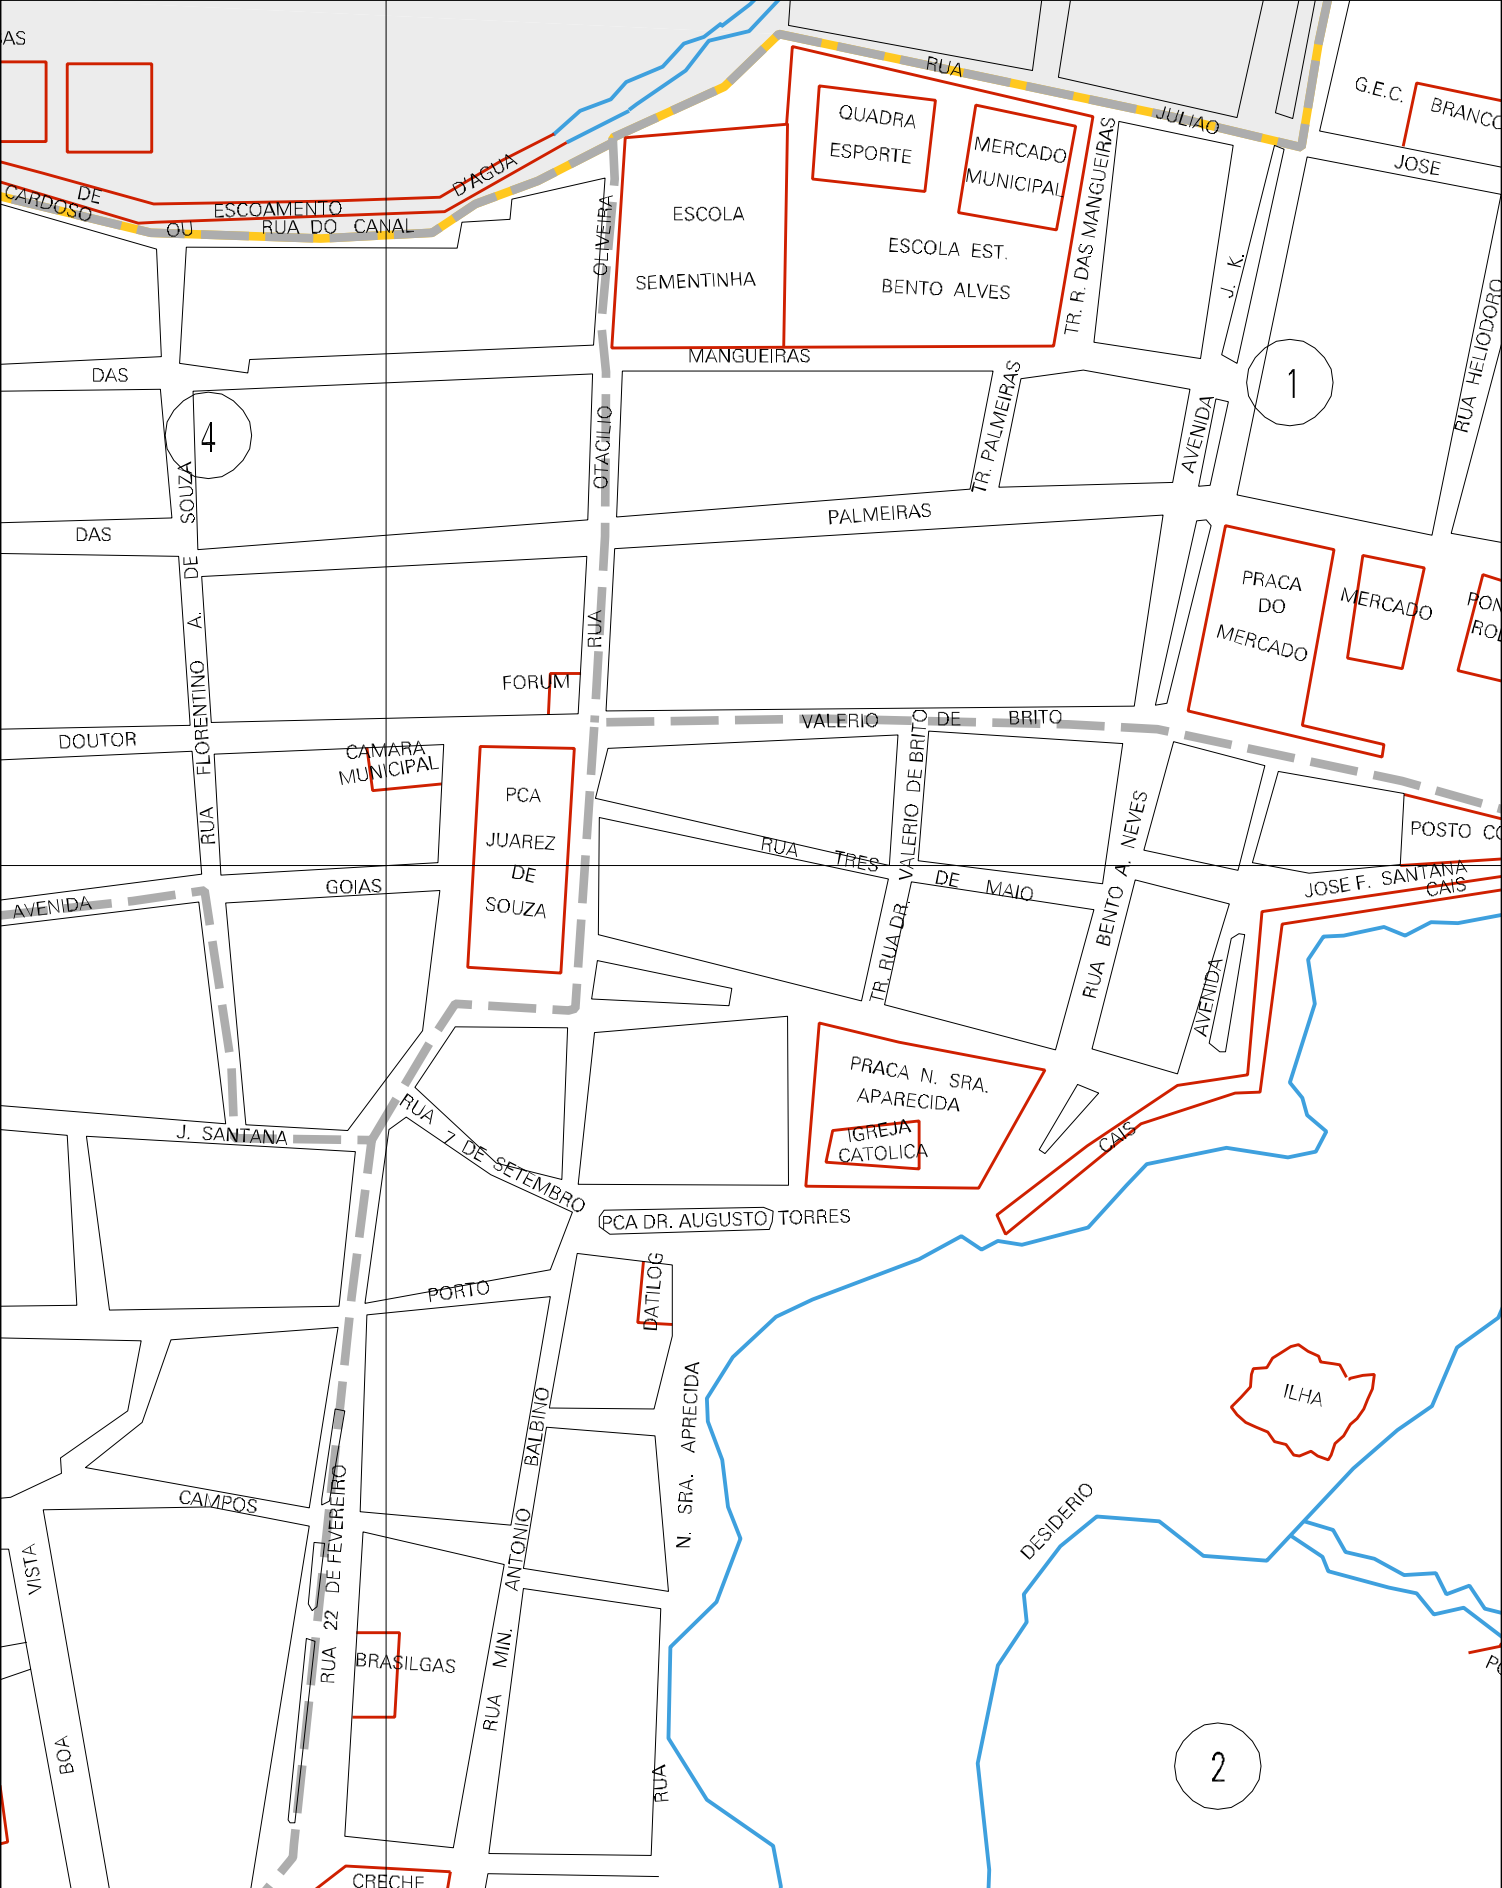 RUA
JULIAO
G.E.C.
BRANCO
JOSE
QUADRA
ESPORTE
MERCADO
MUNICIPAL
DE
CARDOSO
ESCOAMENTO
D'AGUA
OU
RUA DO CANAL
ESCOLA
SEMENTINHA
ESCOLA EST.
BENTO ALVES
TR. R. DAS MANGUEIRAS
J. K.
RUA HELIODORO
OLIVEIRA
MANGUEIRAS
DAS
1
4
TR. PALMEIRAS
AVENIDA
OTACILIO
SOUZA
PALMEIRAS
DAS
DE
PRACA
DO
MERCADO
MERCADO
A.
RUA
FORUM
FLORENTINO
VALERIO DE BRITO
DOUTOR
CAMARA
MUNICIPAL
PCA
JUAREZ
DE
SOUZA
RUA
RUA TRES DE MAIO
TR. RUA DR. VALERIO DE BRITO
RUA BENTO A. NEVES
POSTO
JOSE F. SANTANA
CAIS
GOIAS
AVENIDA
AVENIDA
PRACA N. SRA.
APARECIDA
IGREJA
CATOLICA
CAIS
J. SANTANA
RUA 7 DE SETEMBRO
PCA DR. AUGUSTO TORRES
PORTO
DATILOG
ILHA
N. SRA. APRECIDA
BALBINO
CAMPOS
DESIDERIO
VISTA
ANTONIO
RUA 22 DE FEVEREIRO
BRASILGAS
MIN.
RUA
BOA
RUA
2
CRECHE